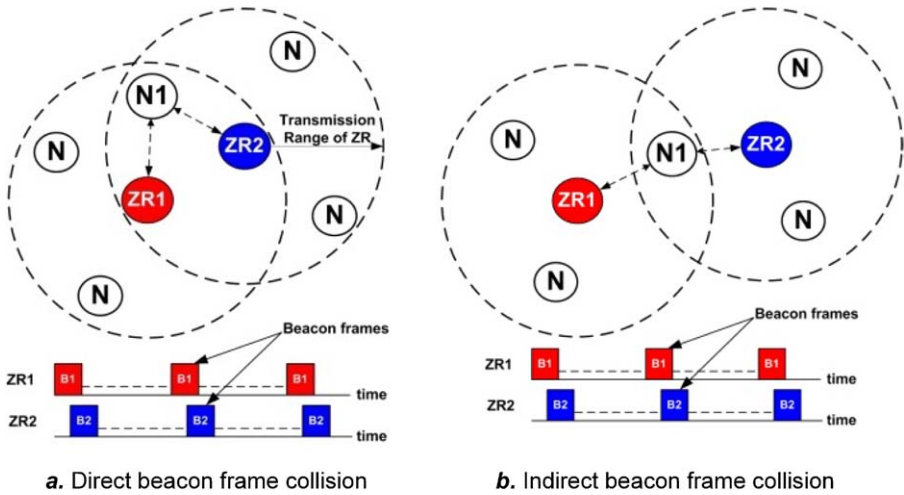 N
N1
Transmission
Range of ZR
N
ZR2
ZR1
N
N
Beacon frames
ZR1
B1
B1
B1
time
ZR2
B2
B2
B2
time
a. Direct beacon frame collision
N
N
N1
ZR2
ZR1
N
N
Beacon frames
ZR1
B1
B1
B1
time
ZR2
B2
B2
B2
time
b. Indirect beacon frame collision